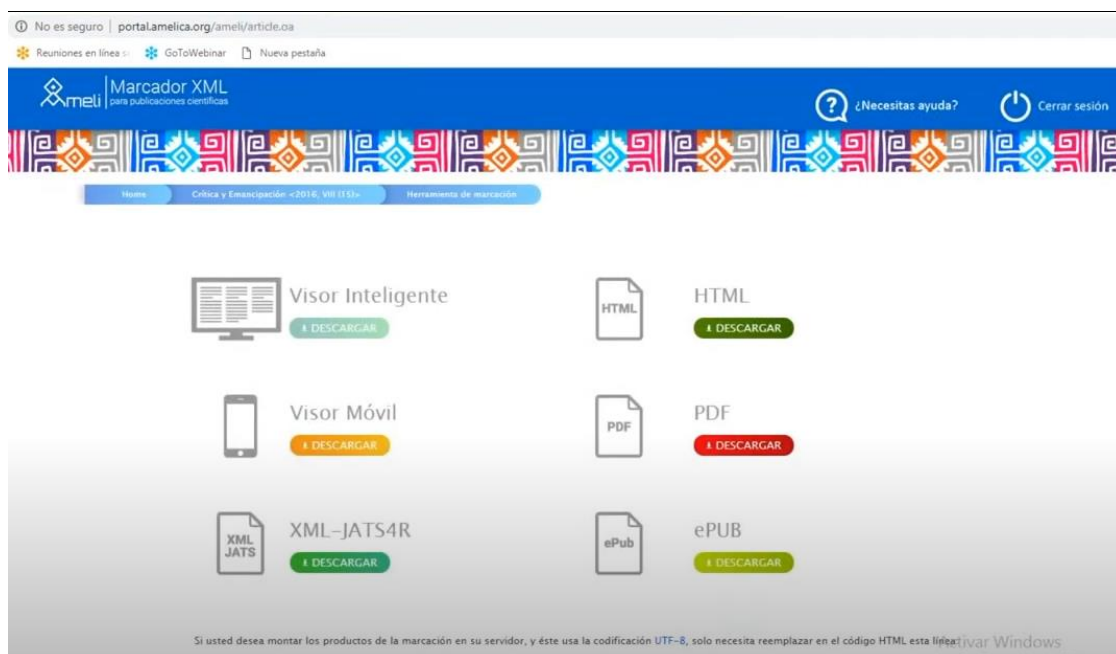 No es seguro | portal.amelica.org/ameli/article.oa
Reuniones en línea GoToWebinar Nueva pestaña
Ameli Marcador XML
para publicaciones científicas
¿Necesitas ayuda? Cerrar sesión
Home Crítica y Emancipación <2016, VIII (15)> Herramienta de marcación
Visor Inteligente
DESCARGAR
HTML
HTML
DESCARGAR
Visor Móvil
DESCARGAR
PDF
PDF
DESCARGAR
XML
JATS
XML-JATS4R
DESCARGAR
ePub
ePUB
DESCARGAR
Si usted desea montar los productos de la marcación en su servidor, y éste usa la codificación UTF-8, solo necesita reemplazar en el código HTML esta línea:
Activar Windows